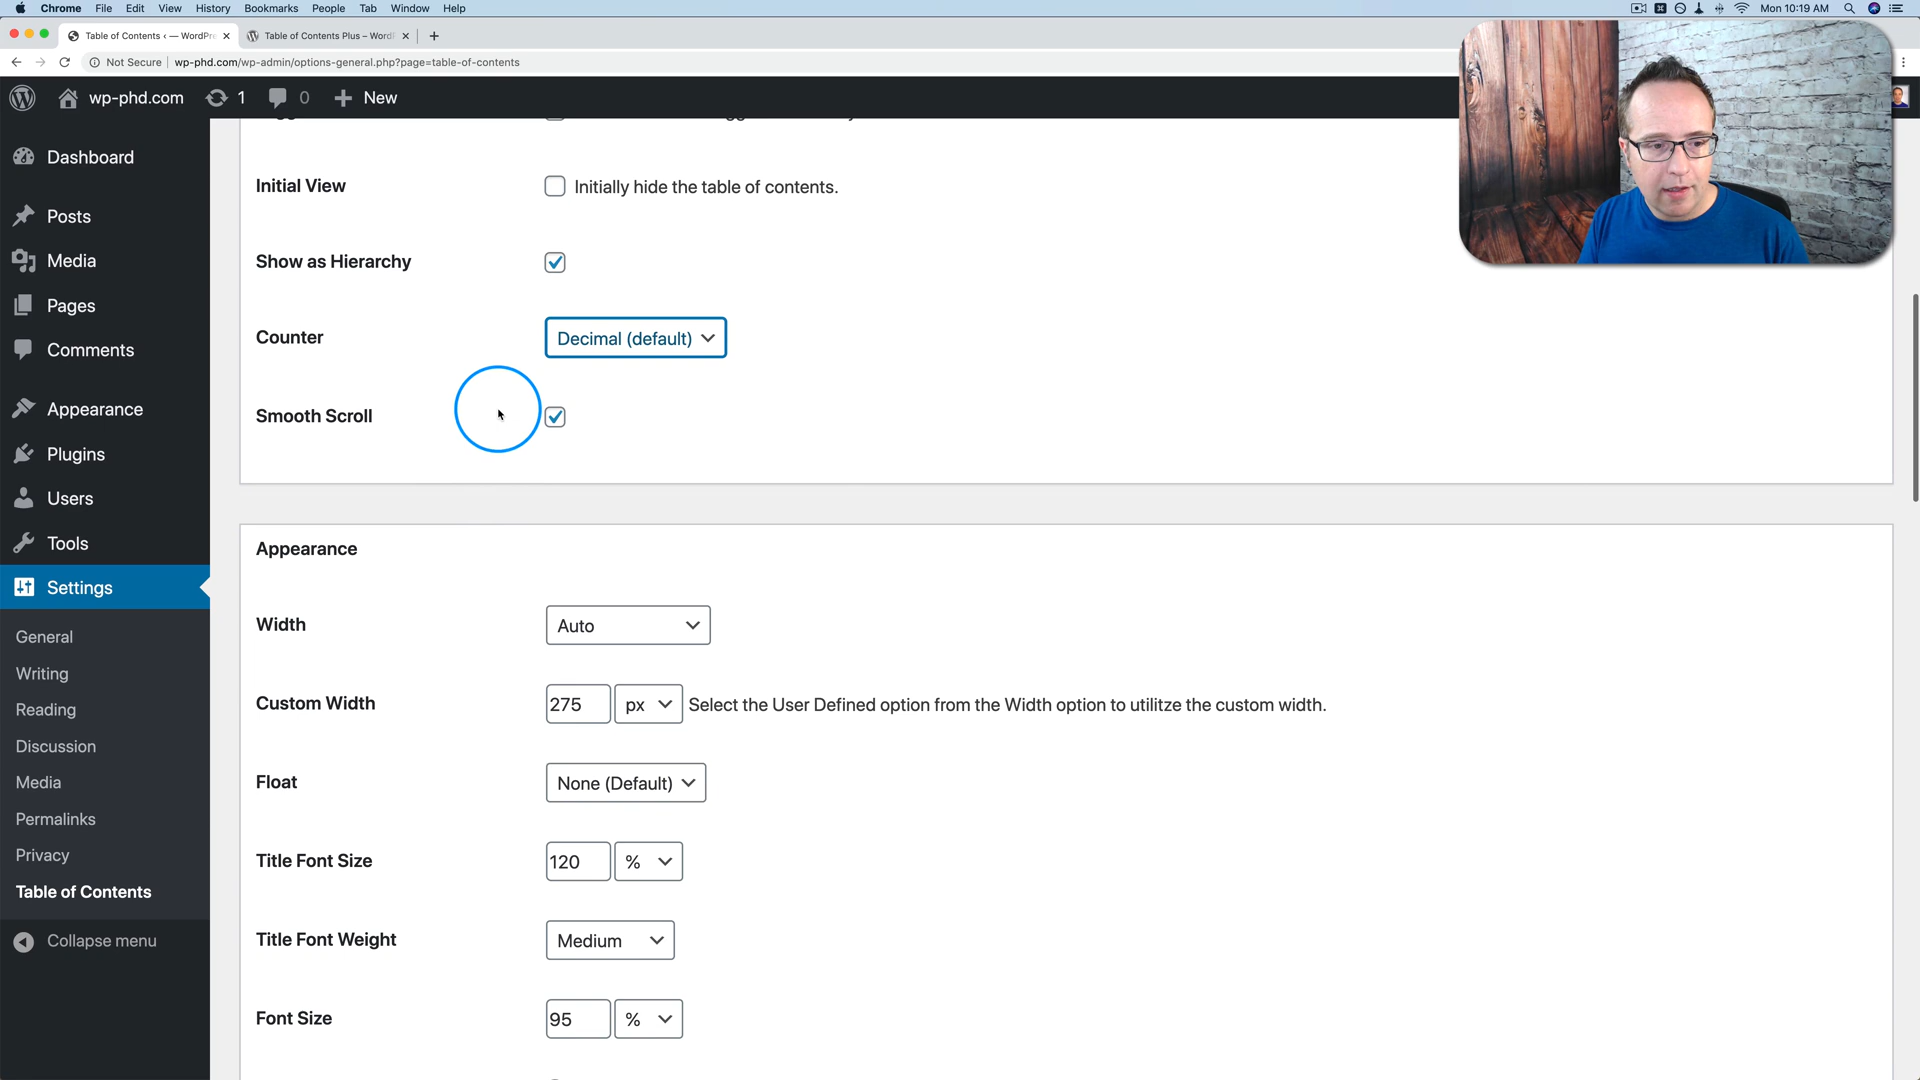 Chrome File Edit View History Bookmarks People Tab Window Help Mon 10:19 AM
Table of Contents ‹ — WordPre Table of Contents Plus – WordP
Not Secure wp-phd.com/wp-admin/options-general.php?page=table-of-contents
wp-phd.com 1 0 New
Dashboard
Posts
Media
Pages
Comments
Appearance
Plugins
Users
Tools
Settings
General
Writing
Reading
Discussion
Media
Permalinks
Privacy
Table of Contents
Collapse menu
Initial View Initially hide the table of contents.
Show as Hierarchy
Counter Decimal (default)
Smooth Scroll
Appearance
Width Auto
Custom Width 275 px Select the User Defined option from the Width option to utilitze the custom width.
Float None (Default)
Title Font Size 120 %
Title Font Weight Medium
Font Size 95 %